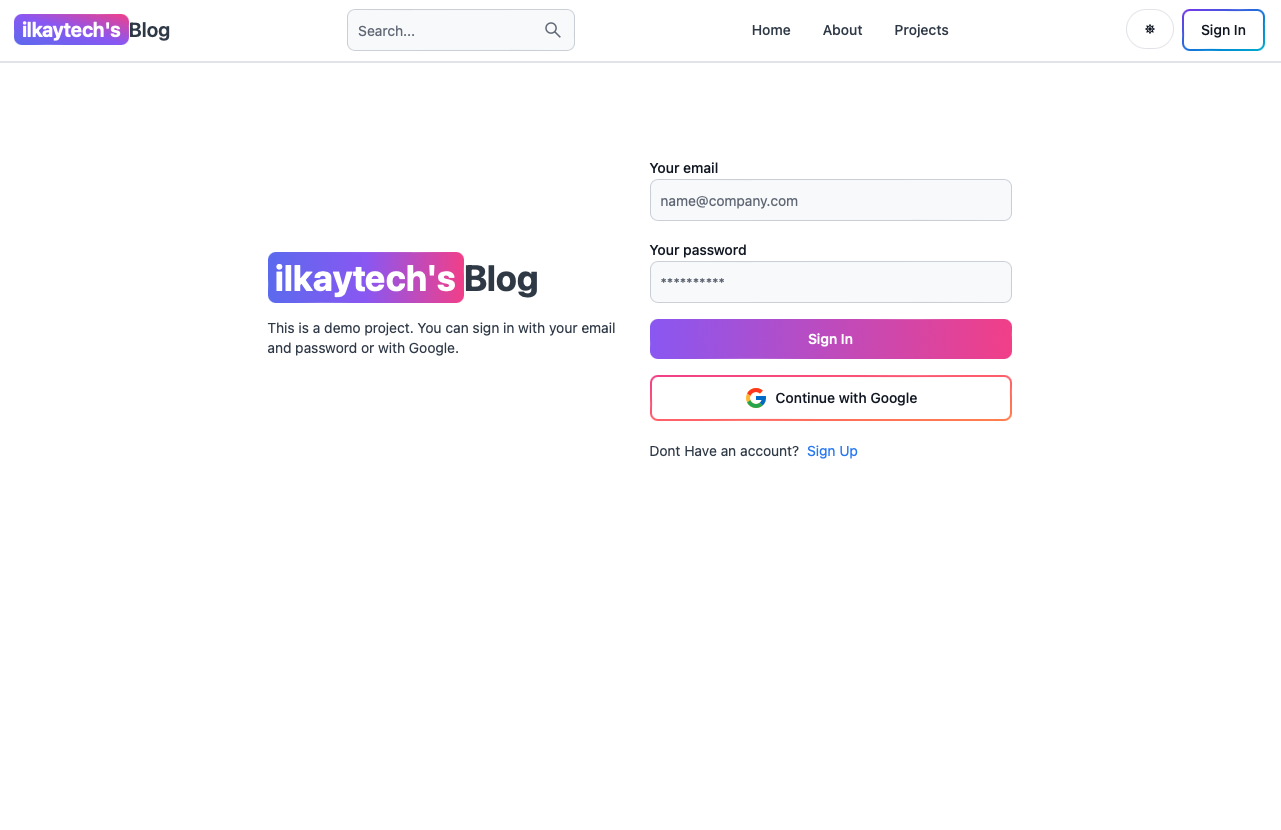 ilkaytech's Blog
Search...
Home
About
Projects
Sign In
Your email
name@company.com
Your password
**********
ilkaytech's Blog
This is a demo project. You can sign in with your email
and password or with Google.
Sign In
Continue with Google
Dont Have an account? Sign Up